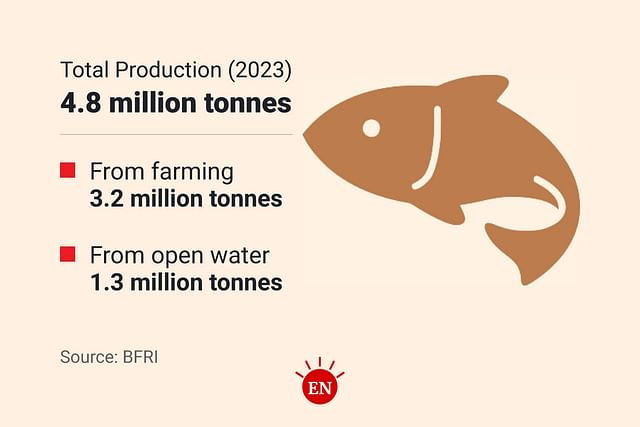 Total Production (2023)
4.8 million tonnes
From farming
3.2 million tonnes
From open water
1.3 million tonnes
Source: BFRI
EN